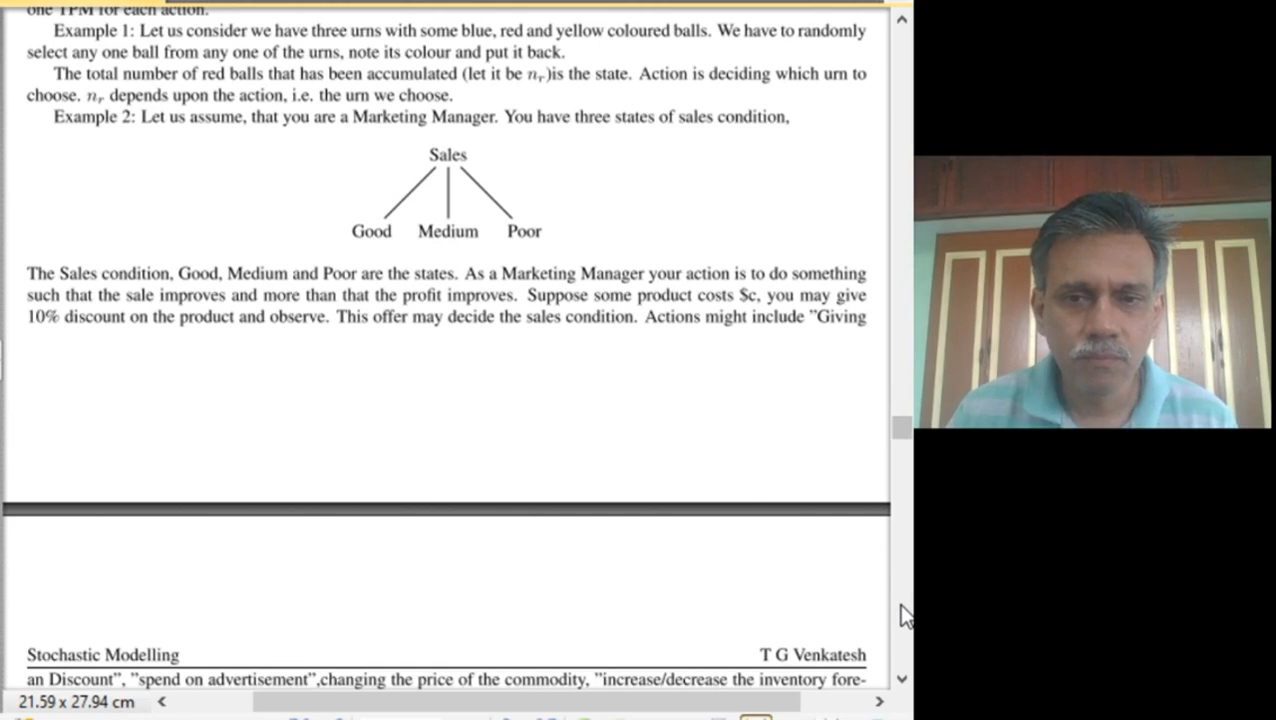 one TPM for each action.
Example 1: Let us consider we have three urns with some blue, red and yellow coloured balls. We have to randomly
select any one ball from any one of the urns, note its colour and put it back.
The total number of red balls that has been accumulated (let it be nᵣ)is the state. Action is deciding which urn to
choose. nᵣ depends upon the action, i.e. the urn we choose.
Example 2: Let us assume, that you are a Marketing Manager. You have three states of sales condition,
Sales
Good Medium Poor
The Sales condition, Good, Medium and Poor are the states. As a Marketing Manager your action is to do something
such that the sale improves and more than that the profit improves. Suppose some product costs $c, you may give
10% discount on the product and observe. This offer may decide the sales condition. Actions might include "Giving
Stochastic Modelling T G Venkatesh
an Discount", "spend on advertisement",changing the price of the commodity, "increase/decrease the inventory fore-
21.59 x 27.94 cm